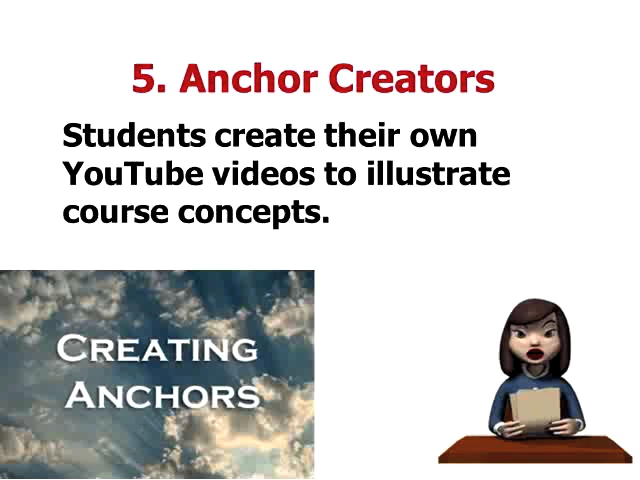 5. Anchor Creators
Students create their own
YouTube videos to illustrate
course concepts.
CREATING
ANCHORS